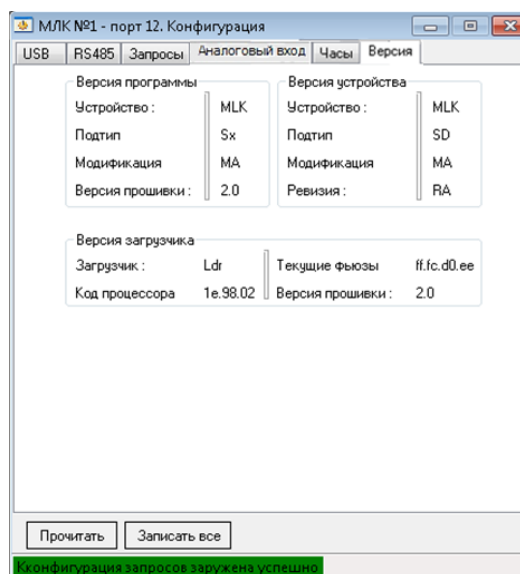 МЛК №1 - порт 12. Конфигурация
USB RS485 Запросы Аналоговый вход Часы Версия
Версия программы
Устройство : MLK
Подтип Sx
Модификация MA
Версия прошивки : 2.0
Версия устройства
Устройство : MLK
Подтип SD
Модификация MA
Ревизия : RA
Версия загрузчика
Загрузчик : Ldr Текущие фьюзы ff.fc.d0.ee
Код процессора 1e.98.02 Версия прошивки : 2.0
Прочитать Записать все
Кконфигурация запросов заружена успешно